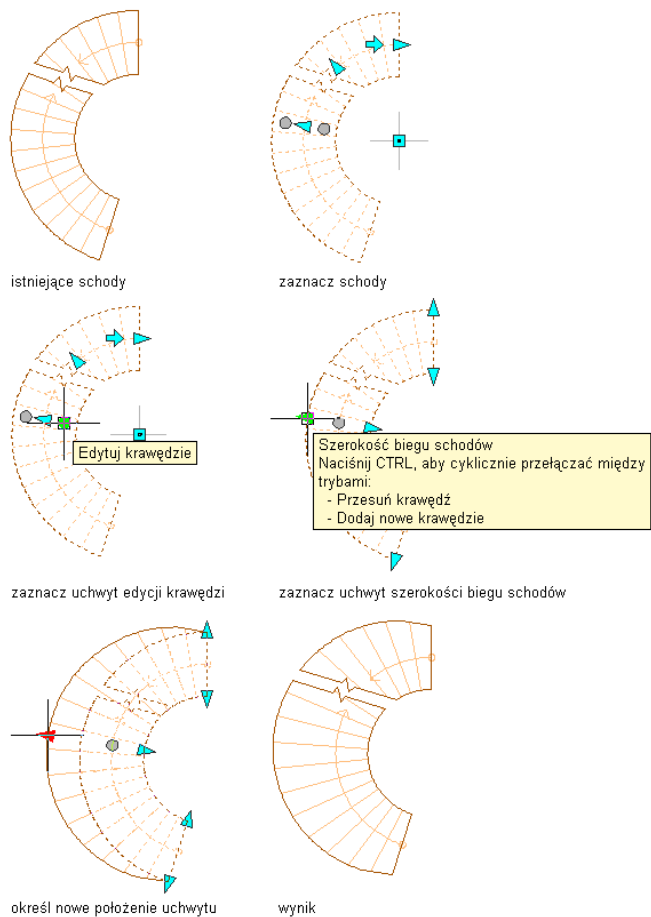 istniejące schody
zaznacz schody
Edytuj krawędzie
Szerokość biegu schodów
Naciśnij CTRL, aby cyklicznie przełączać między
trybami:
- Przesuń krawędź
- Dodaj nowe krawędzie
zaznacz uchwyt edycji krawędzi
zaznacz uchwyt szerokości biegu schodów
określ nowe położenie uchwytu
wynik